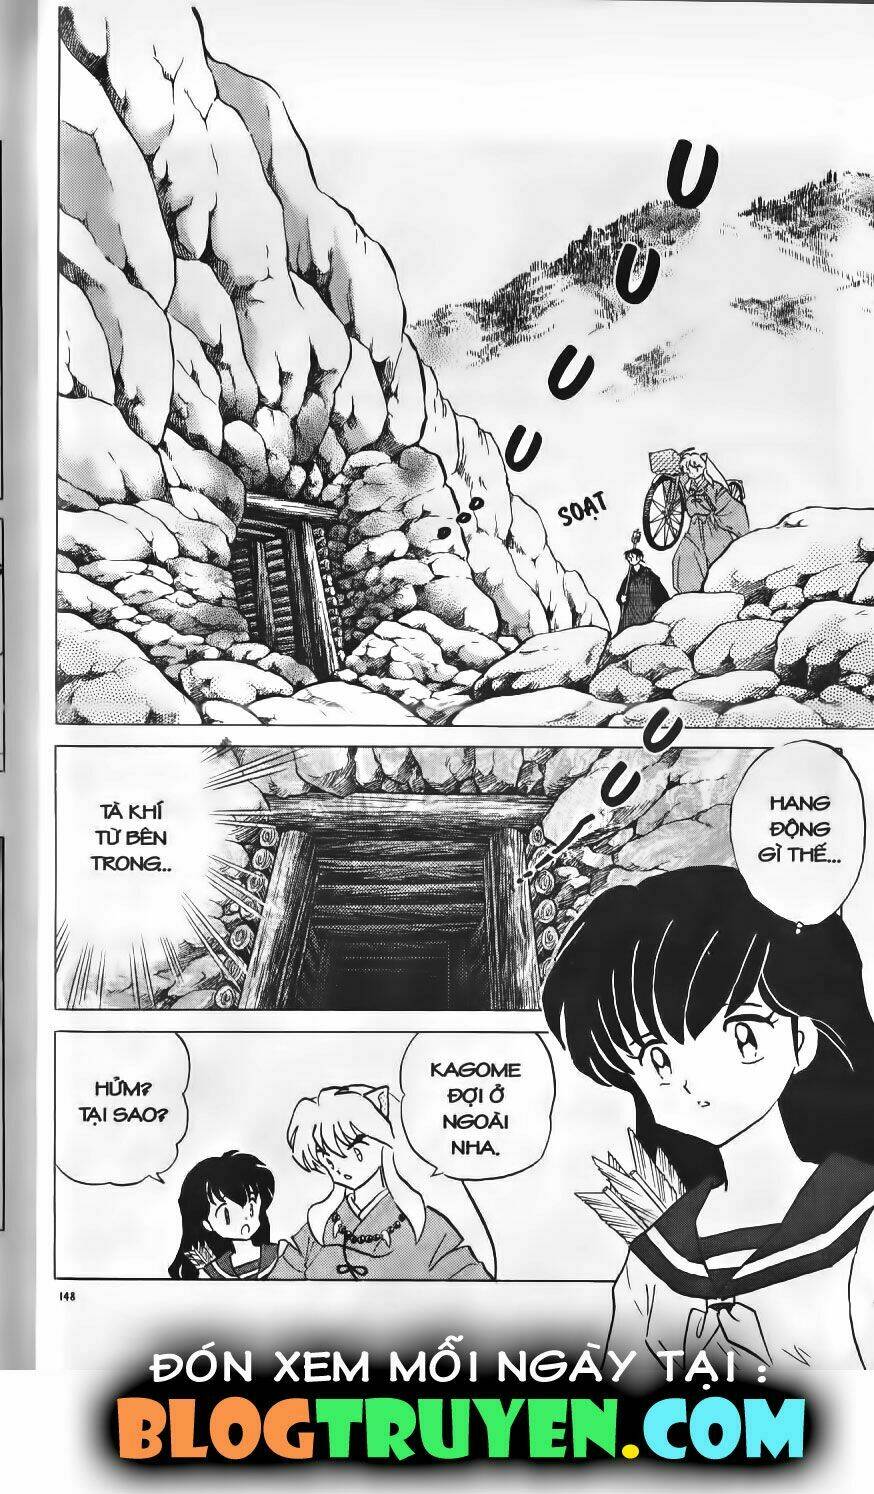 U
U
U
U
SOẠT
U
U
U
HANG
ĐỘNG
GÌ THẾ...
TÀ KHÍ
TỪ BÊN
TRONG...
KAGOME
ĐỢI Ở
NGOÀI
NHA.
HỬM?
TẠI SAO?
148
ĐÓN XEM MỖI NGÀY TẠI :
BLOGTRUYEN.COM